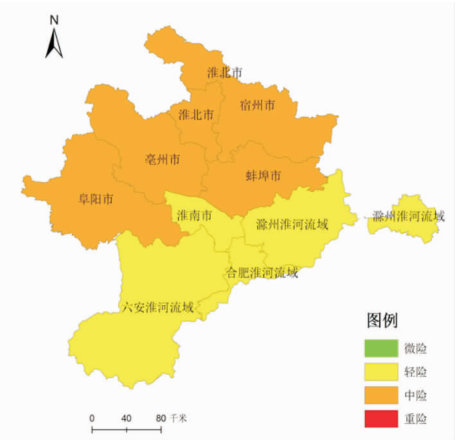 N
淮北市
宿州市
淮北市
亳州市
蚌埠市
阜阳市
淮南市
滁州淮河流域
滁州淮河流域
合肥淮河流域
六安淮河流域
图例
微险
轻险
中险
重险
0 40 80 千米